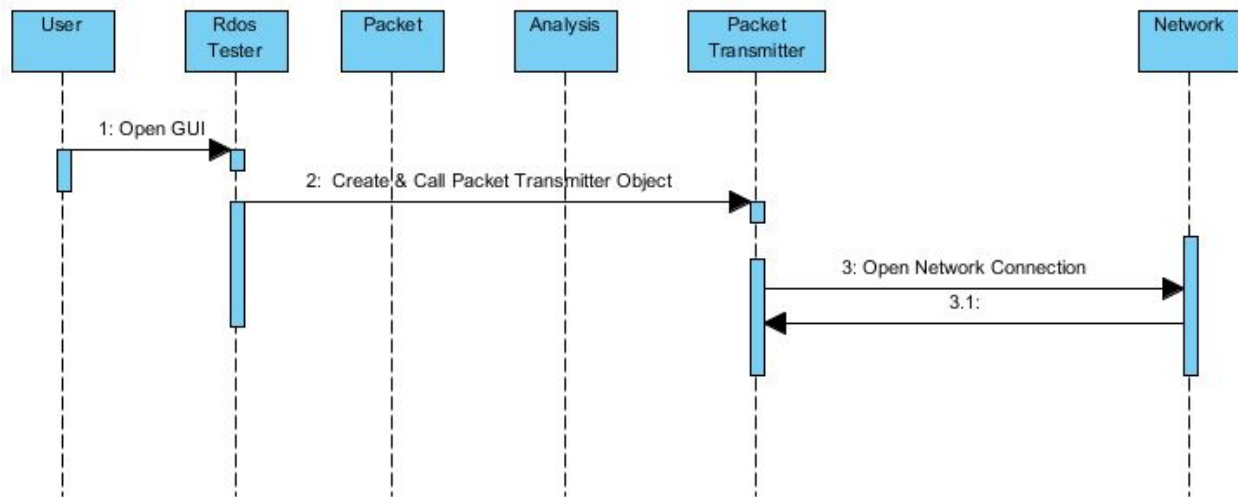 User
Rdos
Tester
Packet
Analysis
Packet
Transmitter
Network
1: Open GUI
2: Create & Call Packet Transmitter Object
3: Open Network Connection
3.1: